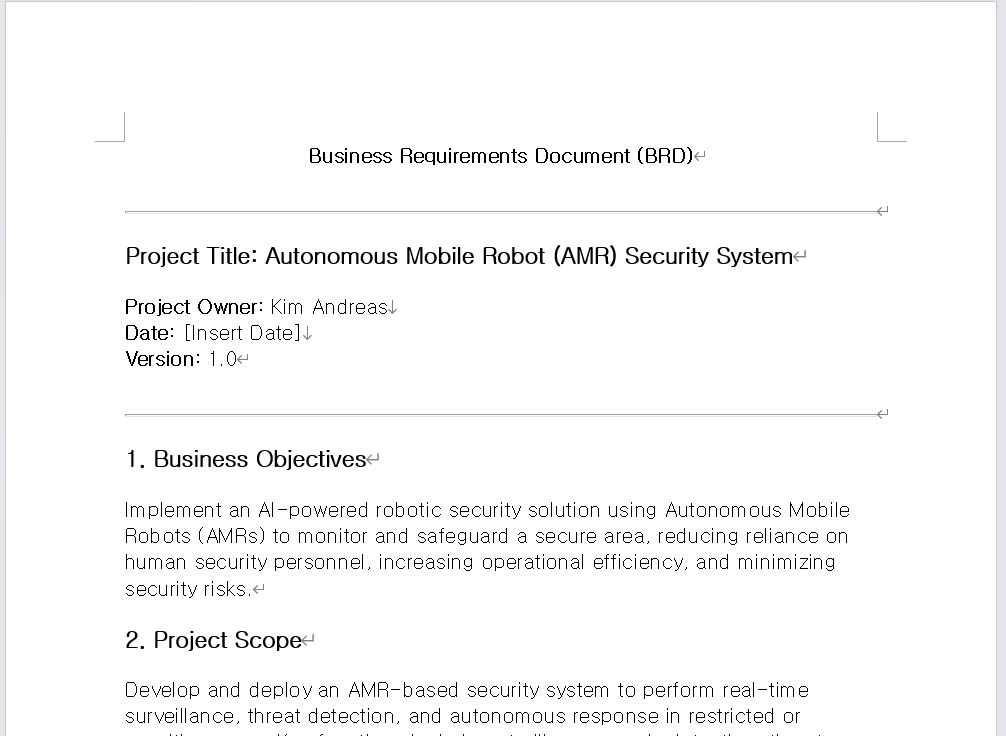 Business Requirements Document (BRD)
Project Title: Autonomous Mobile Robot (AMR) Security System
Project Owner: Kim Andreas
Date: [Insert Date]
Version: 1.0
1. Business Objectives
Implement an AI-powered robotic security solution using Autonomous Mobile
Robots (AMRs) to monitor and safeguard a secure area, reducing reliance on
human security personnel, increasing operational efficiency, and minimizing
security risks.
2. Project Scope
Develop and deploy an AMR-based security system to perform real-time
surveillance, threat detection, and autonomous response in restricted or